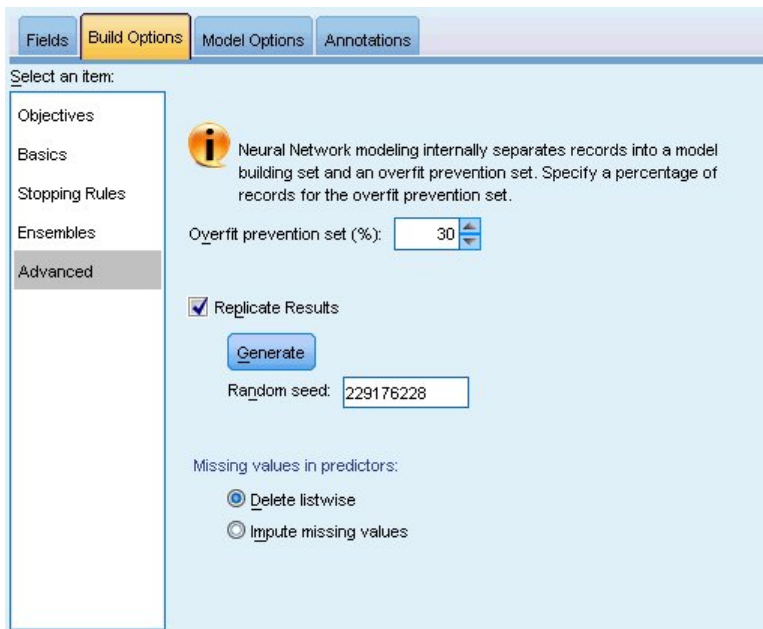 Fields Build Options Model Options Annotations
Select an item:
Objectives
Basics
Stopping Rules
Ensembles
Advanced
Neural Network modeling internally separates records into a model
building set and an overfit prevention set. Specify a percentage of
records for the overfit prevention set.
Overfit prevention set (%): 30
Replicate Results
Generate
Random seed: 229176228
Missing values in predictors:
Delete listwise
Impute missing values